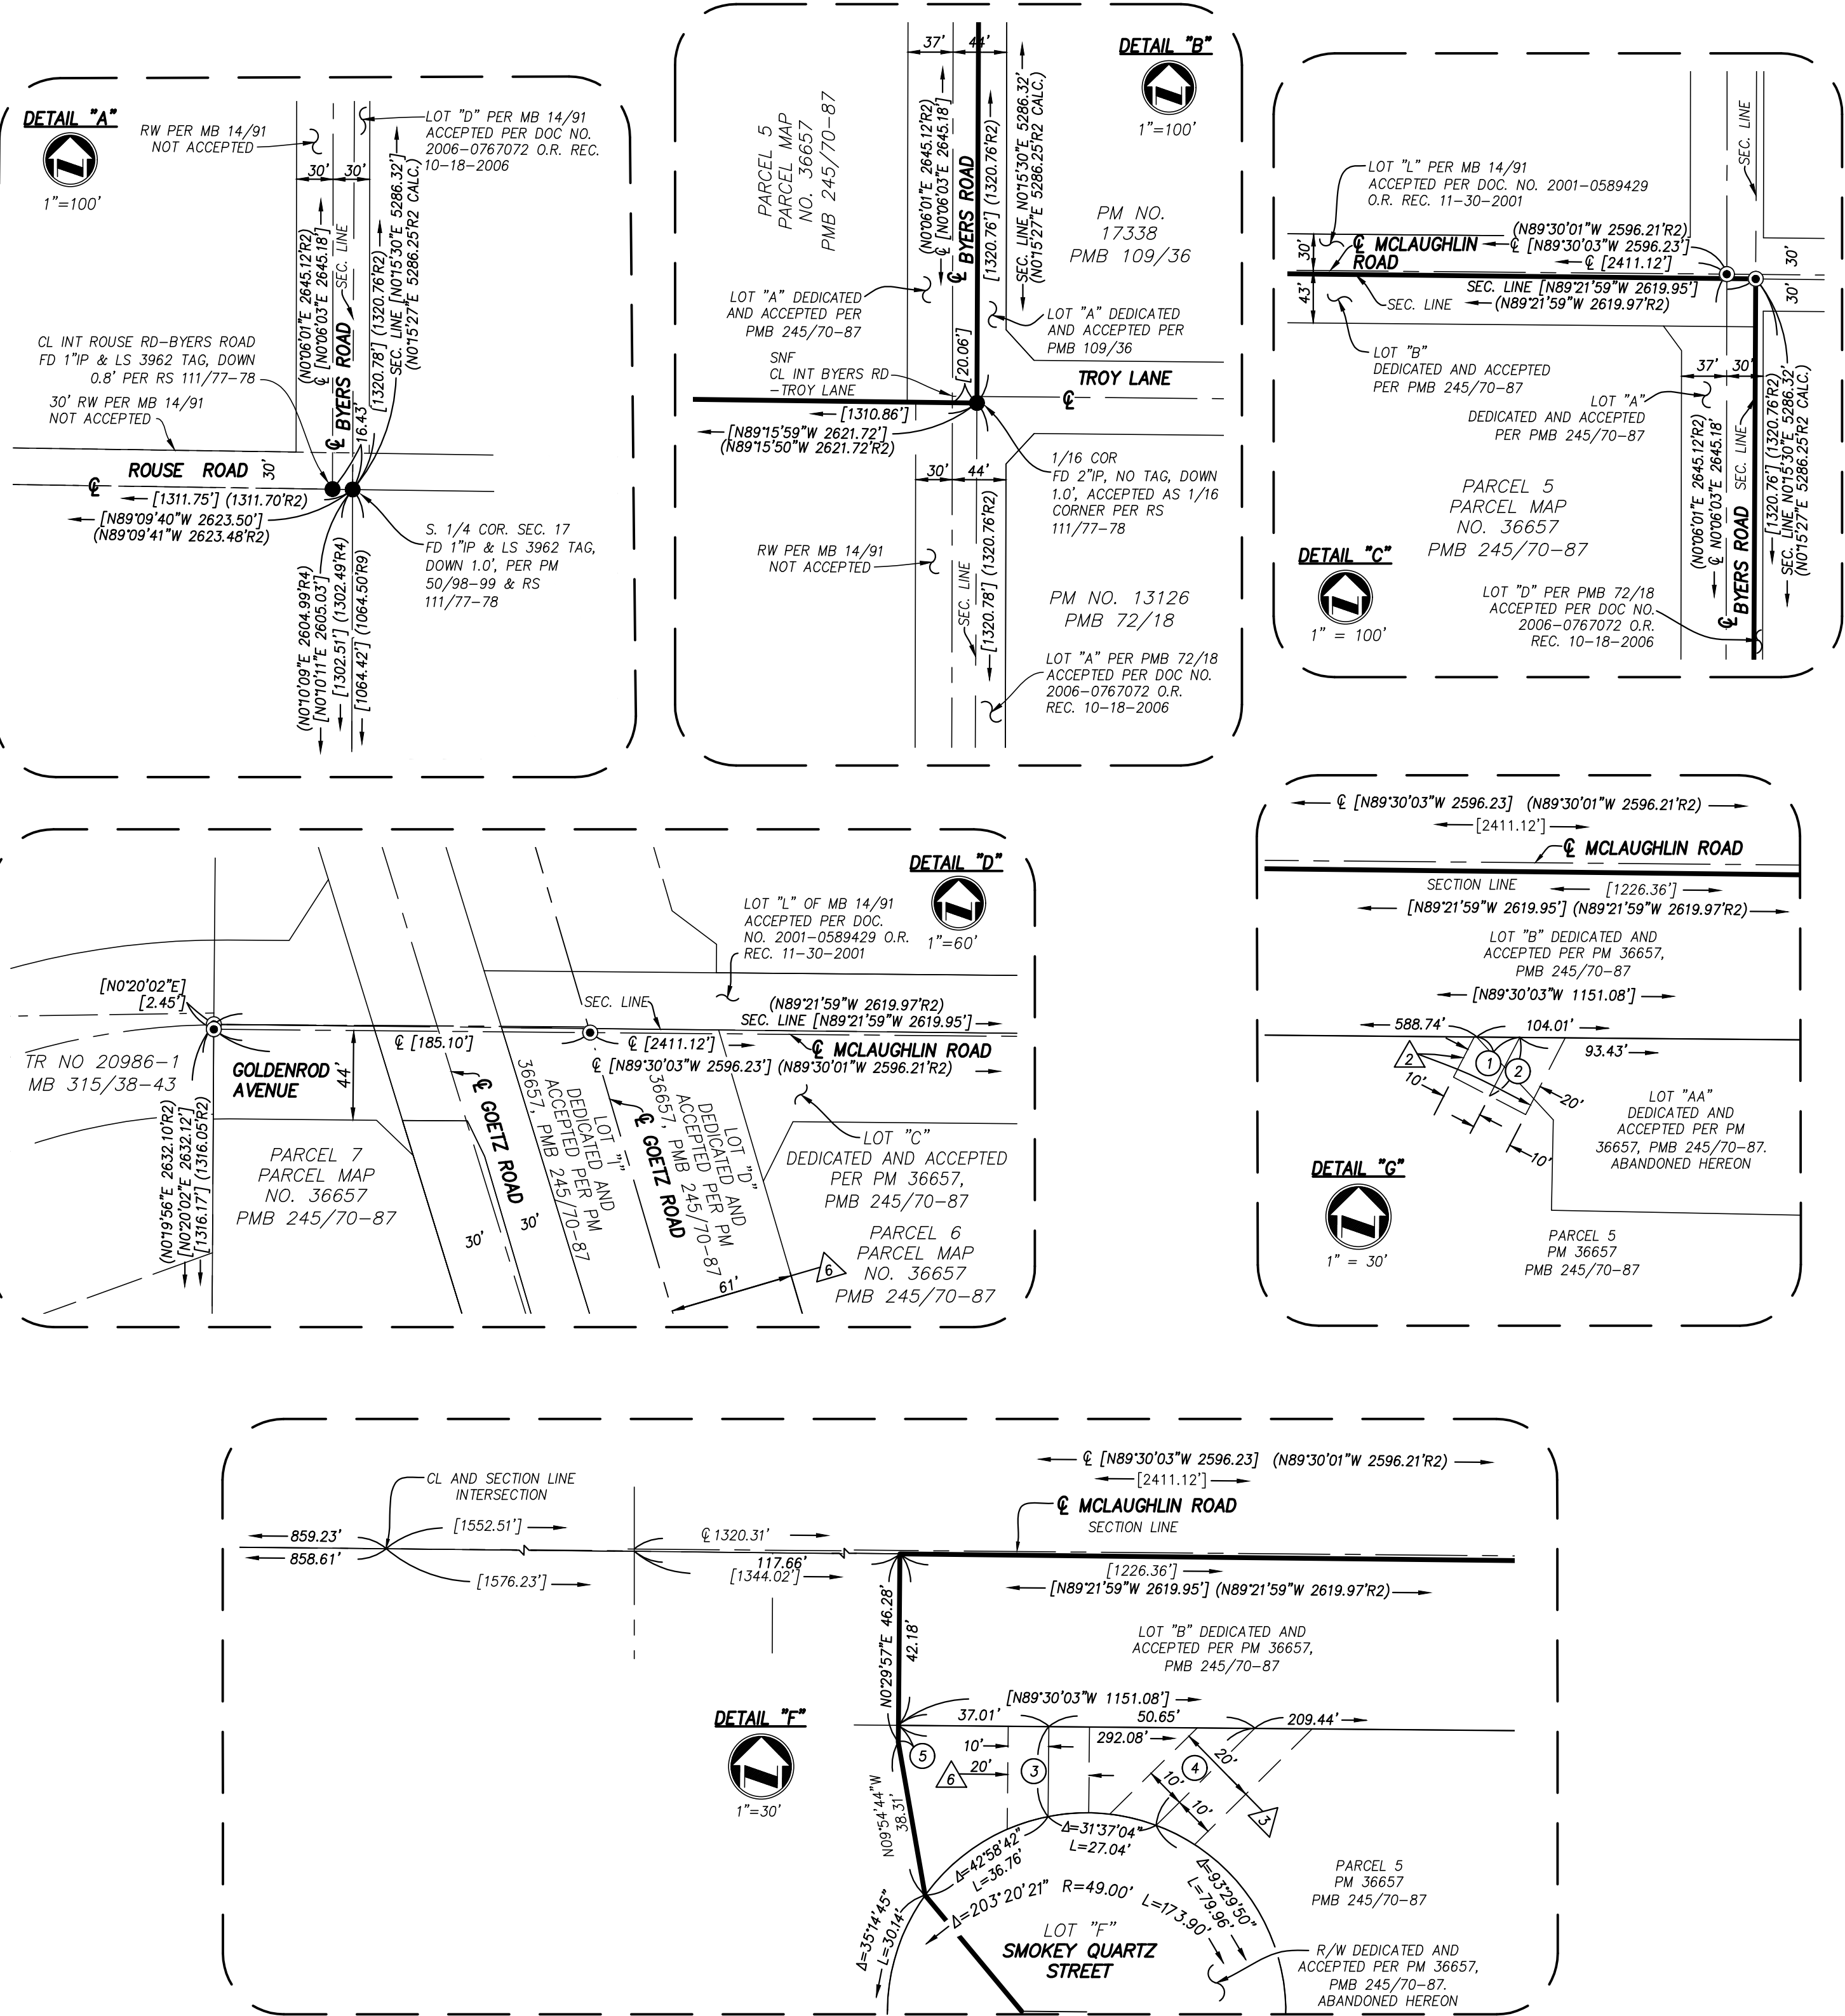 DETAIL "A"
1"=100'
RW PER MB 14/91
NOT ACCEPTED
LOT "D" PER MB 14/91
ACCEPTED PER DOC NO.
2006-0767072 O.R. REC.
10-18-2006
30'
30'
(N0°06'01"E 2645.12'R2)
℄ [N0°06'03"E 2645.18']
SEC. LINE
℄ BYERS ROAD
16.43'
[1320.78'] (1320.76'R2)
SEC. LINE [N0°15'30"E 5286.32']
(N0°15'27"E 5286.25'R2 CALC.)
CL INT ROUSE RD-BYERS ROAD
FD 1"IP & LS 3962 TAG, DOWN
0.8' PER RS 111/77-78
30' RW PER MB 14/91
NOT ACCEPTED
℄
ROUSE ROAD
30'
[1311.75'] (1311.70'R2)
[N89°09'40"W 2623.50']
(N89°09'41"W 2623.48'R2)
S. 1/4 COR. SEC. 17
FD 1"IP & LS 3962 TAG,
DOWN 1.0', PER PM
50/98-99 & RS
111/77-78
(N0°10'09"E 2604.99'R4)
[N0°10'11"E 2605.03']
[1302.51'] (1302.49'R4)
[1064.42'] (1064.50'R9)
DETAIL "B"
1"=100'
37'
44'
PARCEL 5
PARCEL MAP
NO. 36657
PMB 245/70-87
(N0°06'01"E 2645.12'R2)
℄ [N0°06'03"E 2645.18']
℄ BYERS ROAD
[1320.76'] (1320.76'R2)
SEC. LINE N0°15'30"E 5286.32'
(N0°15'27"E 5286.25'R2 CALC.)
PM NO.
17338
PMB 109/36
LOT "A" DEDICATED
AND ACCEPTED PER
PMB 245/70-87
LOT "A" DEDICATED
AND ACCEPTED PER
PMB 109/36
SNF
CL INT BYERS RD
-TROY LANE
[20.06']
TROY LANE
℄
[1310.86']
[N89°15'59"W 2621.72']
(N89°15'50"W 2621.72'R2)
30'
44'
1/16 COR
FD 2"IP, NO TAG, DOWN
1.0', ACCEPTED AS 1/16
CORNER PER RS
111/77-78
RW PER MB 14/91
NOT ACCEPTED
SEC. LINE
[1320.78'] (1320.76'R2)
PM NO. 13126
PMB 72/18
LOT "A" PER PMB 72/18
ACCEPTED PER DOC NO.
2006-0767072 O.R.
REC. 10-18-2006
SEC. LINE
LOT "L" PER MB 14/91
ACCEPTED PER DOC. NO. 2001-0589429
O.R. REC. 11-30-2001
(N89°30'01"W 2596.21'R2)
℄ [N89°30'03"W 2596.23']
℄ [2411.12']
30'
43'
℄ MCLAUGHLIN
ROAD
30'
30'
SEC. LINE [N89°21'59"W 2619.95']
SEC. LINE
(N89°21'59"W 2619.97'R2)
LOT "B"
DEDICATED AND ACCEPTED
PER PMB 245/70-87
37'
30'
LOT "A"
DEDICATED AND ACCEPTED
PER PMB 245/70-87
PARCEL 5
PARCEL MAP
NO. 36657
PMB 245/70-87
(N0°06'01"E 2645.12'R2)
℄ N0°06'03"E 2645.18'
℄ BYERS ROAD
SEC. LINE
[1320.76'] (1320.76'R2)
SEC. LINE N0°15'30"E 5286.32'
(N0°15'27"E 5286.25'R2 CALC.)
DETAIL "C"
1" = 100'
LOT "D" PER PMB 72/18
ACCEPTED PER DOC NO.
2006-0767072 O.R.
REC. 10-18-2006
DETAIL "D"
1"=60'
LOT "L" OF MB 14/91
ACCEPTED PER DOC.
NO. 2001-0589429 O.R.
REC. 11-30-2001
[N0°20'02"E]
[2.45']
SEC. LINE
(N89°21'59"W 2619.97'R2)
SEC. LINE [N89°21'59"W 2619.95']
℄ [185.10']
℄ [2411.12']
℄ MCLAUGHLIN ROAD
℄ [N89°30'03"W 2596.23'] (N89°30'01"W 2596.21'R2)
TR NO 20986-1
MB 315/38-43
GOLDENROD
AVENUE
44'
(N0°19'56"E 2632.10'R2)
[N0°20'02"E 2632.12']
[1316.17'] (1316.05'R2)
PARCEL 7
PARCEL MAP
NO. 36657
PMB 245/70-87
℄ GOETZ ROAD
30'
30'
LOT "I"
DEDICATED AND
ACCEPTED PER PM
36657, PMB 245/70-87
℄ GOETZ ROAD
LOT "D"
DEDICATED AND
ACCEPTED PER PM
36657, PMB 245/70-87
61'
6
LOT "C"
DEDICATED AND ACCEPTED
PER PM 36657,
PMB 245/70-87
PARCEL 6
PARCEL MAP
NO. 36657
PMB 245/70-87
℄ [N89°30'03"W 2596.23] (N89°30'01"W 2596.21'R2)
[2411.12']
℄ MCLAUGHLIN ROAD
SECTION LINE
[1226.36']
[N89°21'59"W 2619.95'] (N89°21'59"W 2619.97'R2)
LOT "B" DEDICATED AND
ACCEPTED PER PM 36657,
PMB 245/70-87
[N89°30'03"W 1151.08']
588.74'
104.01'
93.43'
2
1
2
10'
20'
10'
LOT "AA"
DEDICATED AND
ACCEPTED PER PM
36657, PMB 245/70-87.
ABANDONED HEREON
DETAIL "G"
1" = 30'
PARCEL 5
PM 36657
PMB 245/70-87
℄ [N89°30'03"W 2596.23] (N89°30'01"W 2596.21'R2)
[2411.12']
CL AND SECTION LINE
INTERSECTION
℄ MCLAUGHLIN ROAD
SECTION LINE
859.23'
[1552.51']
℄ 1320.31'
858.61'
[1576.23']
117.66'
[1344.02']
[1226.36']
[N89°21'59"W 2619.95'] (N89°21'59"W 2619.97'R2)
N0°29'57"E 46.28'
42.18'
LOT "B" DEDICATED AND
ACCEPTED PER PM 36657,
PMB 245/70-87
[N89°30'03"W 1151.08']
37.01'
50.65'
209.44'
292.08'
DETAIL "F"
1"=30'
5
10'
20'
6
3
4
20'
10'
10'
3
N09°54'44"W
38.31'
Δ=42°58'42"
L=36.76'
Δ=31°37'04"
L=27.04'
Δ=93°29'50"
L=79.96'
Δ=203°20'21" R=49.00' L=173.90'
Δ=35°14'45"
L=30.14'
LOT "F"
SMOKEY QUARTZ
STREET
PARCEL 5
PM 36657
PMB 245/70-87
R/W DEDICATED AND
ACCEPTED PER PM 36657,
PMB 245/70-87.
ABANDONED HEREON